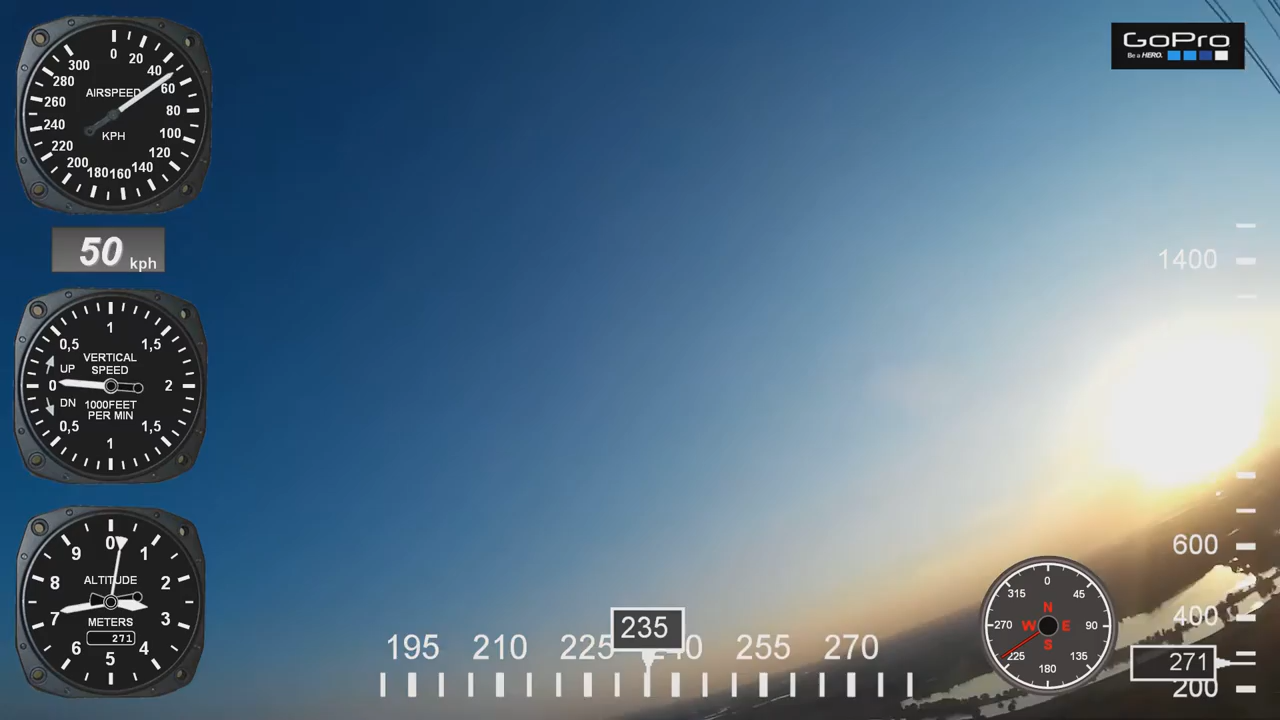 GoPro
Be a HERO.
0
20
40
60
80
100
120
140
160
180
200
220
240
260
280
300
AIRSPEED
KPH
50 kph
1
0,5 1,5
UP VERTICAL
SPEED
0 2
DN 1000FEET
PER MIN
0,5 1,5
1
0
9 1
8 ALTITUDE 2
7 3
METERS
271
6 4
5
1400
600
400
271
200
235
195 210 225 240 255 270
0
315 45
N
270 W E 90
S
225 135
180